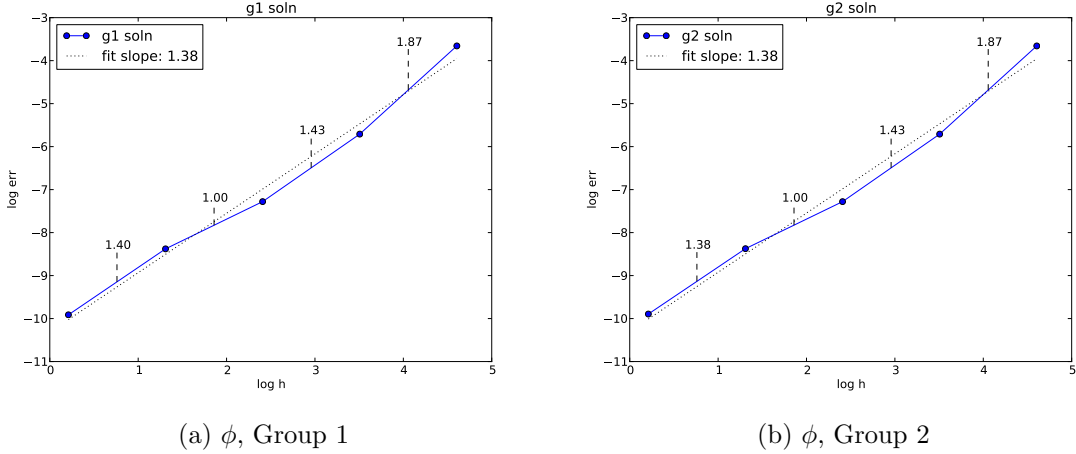 g1 soln
g1 soln
fit slope: 1.38
1.87
1.43
1.00
1.40
−3
−4
−5
−6
−7
−8
−9
−10
−11
log err
0 1 2 3 4 5
log h
(a) ϕ, Group 1
g2 soln
g2 soln
fit slope: 1.38
1.87
1.43
1.00
1.38
−3
−4
−5
−6
−7
−8
−9
−10
−11
log err
0 1 2 3 4 5
log h
(b) ϕ, Group 2